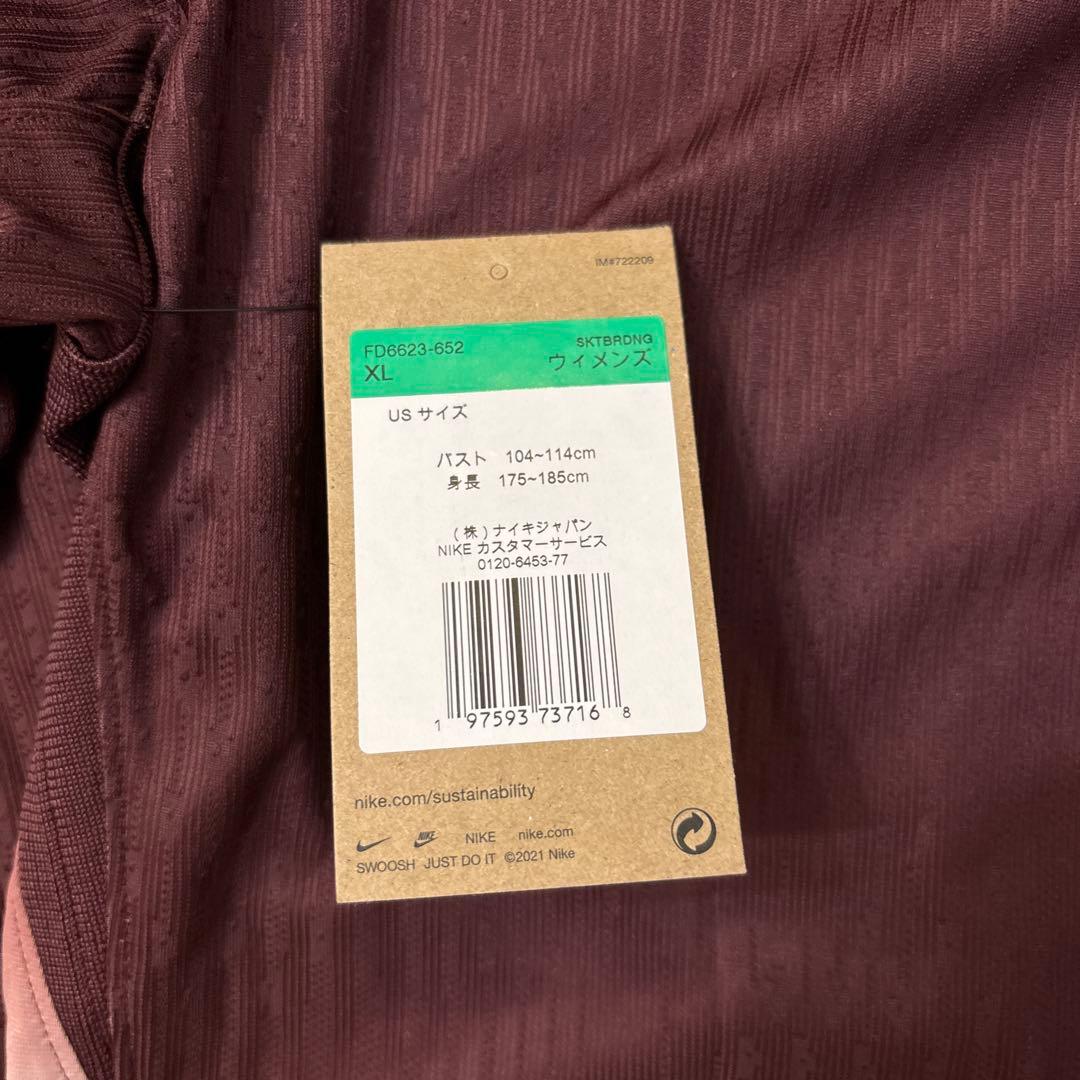 IM#722209
FD6623-652
SKTBRDNG
XL
ウィメンズ
US サイズ
バスト 104~114cm
身長 175~185cm
(株)ナイキジャパン
NIKE カスタマーサービス
0120-6453-77
1 97593 73716 8
nike.com/sustainability
NIKE NIKE nike.com
SWOOSH JUST DO IT ©2021 Nike